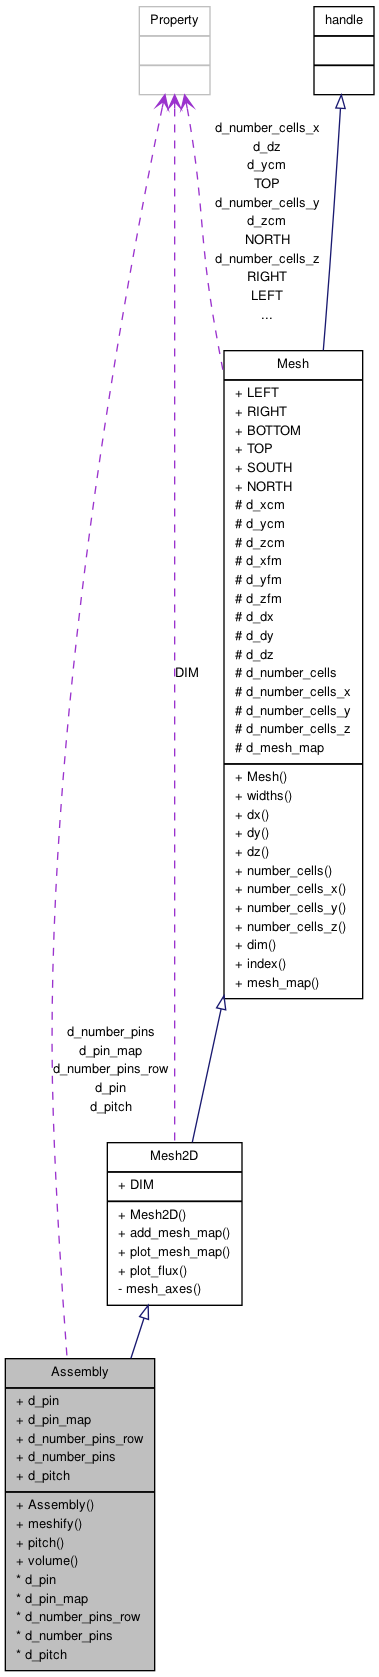 Property
handle
d_number_cells_x
d_dz
d_ycm
TOP
d_number_cells_y
d_zcm
NORTH
d_number_cells_z
RIGHT
LEFT
...
Mesh
+ LEFT
+ RIGHT
+ BOTTOM
+ TOP
+ SOUTH
+ NORTH
# d_xcm
# d_ycm
# d_zcm
# d_xfm
# d_yfm
# d_zfm
# d_dx
# d_dy
# d_dz
# d_number_cells
# d_number_cells_x
# d_number_cells_y
# d_number_cells_z
# d_mesh_map
+ Mesh()
+ widths()
+ dx()
+ dy()
+ dz()
+ number_cells()
+ number_cells_x()
+ number_cells_y()
+ number_cells_z()
+ dim()
+ index()
+ mesh_map()
DIM
d_number_pins
d_pin_map
d_number_pins_row
d_pin
d_pitch
Mesh2D
+ DIM
+ Mesh2D()
+ add_mesh_map()
+ plot_mesh_map()
+ plot_flux()
- mesh_axes()
Assembly
+ d_pin
+ d_pin_map
+ d_number_pins_row
+ d_number_pins
+ d_pitch
+ Assembly()
+ meshify()
+ pitch()
+ volume()
* d_pin
* d_pin_map
* d_number_pins_row
* d_number_pins
* d_pitch